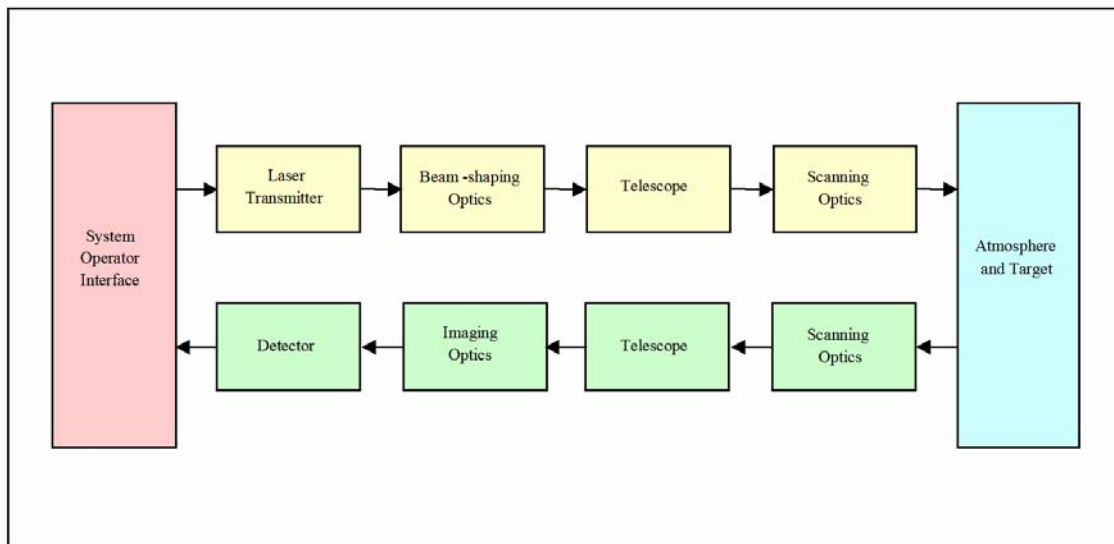 System
Operator
Interface
Laser
Transmitter
Beam -shaping
Optics
Telescope
Scanning
Optics
Atmosphere
and Target
Detector
Imaging
Optics
Telescope
Scanning
Optics